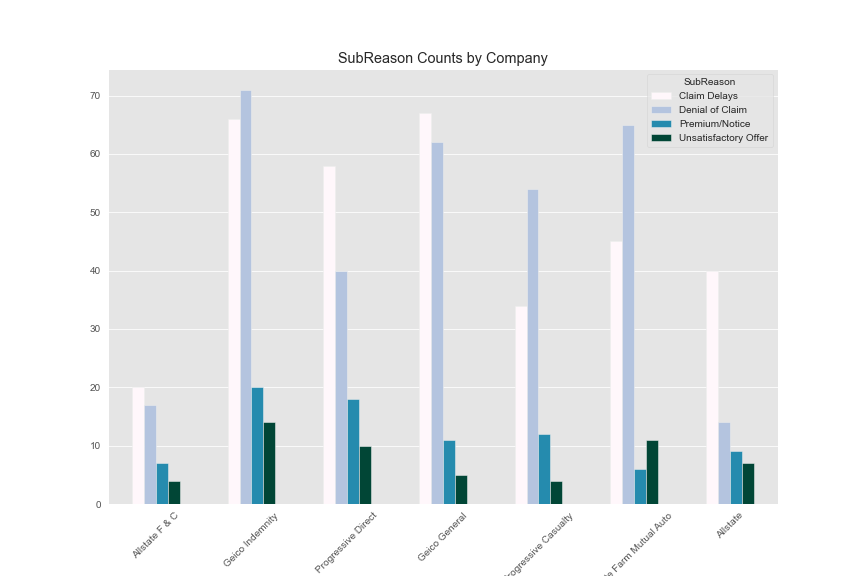 SubReason Counts by Company
SubReason
Claim Delays
Denial of Claim
Premium/Notice
Unsatisfactory Offer
70
60
50
40
30
20
10
0
Allstate F & C
Geico Indemnity
Progressive Direct
Geico General
Casualty
Farm Mutual Auto
Allstate